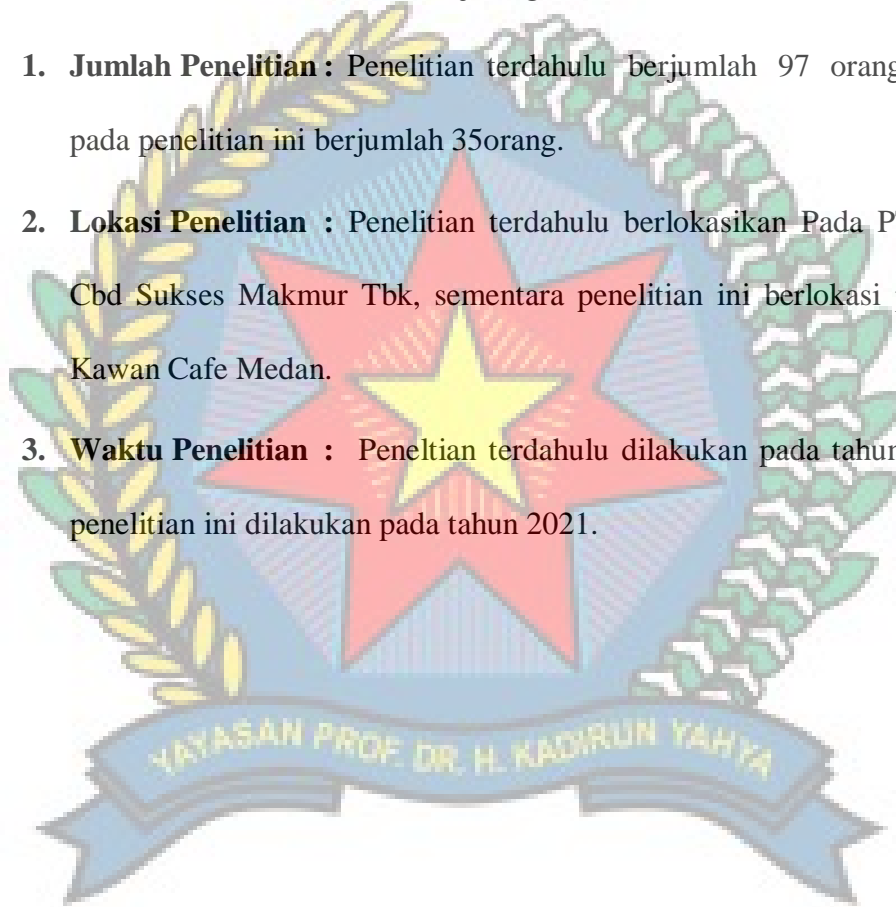 1. Jumlah Penelitian : Penelitian terdahulu berjumlah 97 orang
pada penelitian ini berjumlah 35orang.
2. Lokasi Penelitian : Penelitian terdahulu berlokasikan Pada
Cbd Sukses Makmur Tbk, sementara penelitian ini berlokasi
Kawan Cafe Medan.
3. Waktu Penelitian : Peneltian terdahulu dilakukan pada tahun
penelitian ini dilakukan pada tahun 2021.
YAYASAN PROF. DR. H. KADIRUN YAHYA